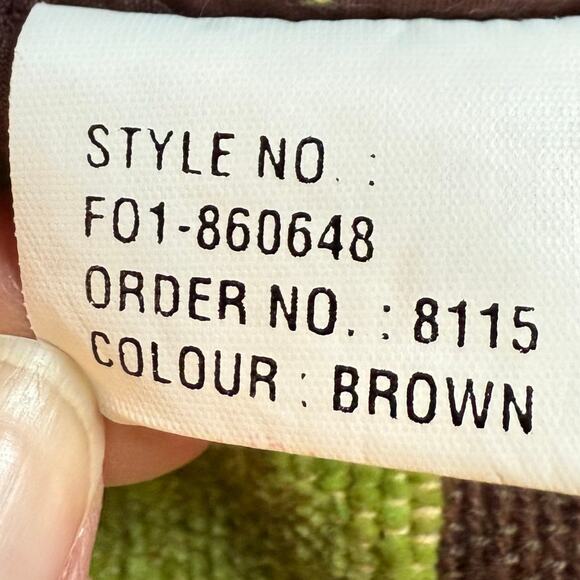 STYLE NO. :
F01-860648
ORDER NO. : 8115
COLOUR : BROWN